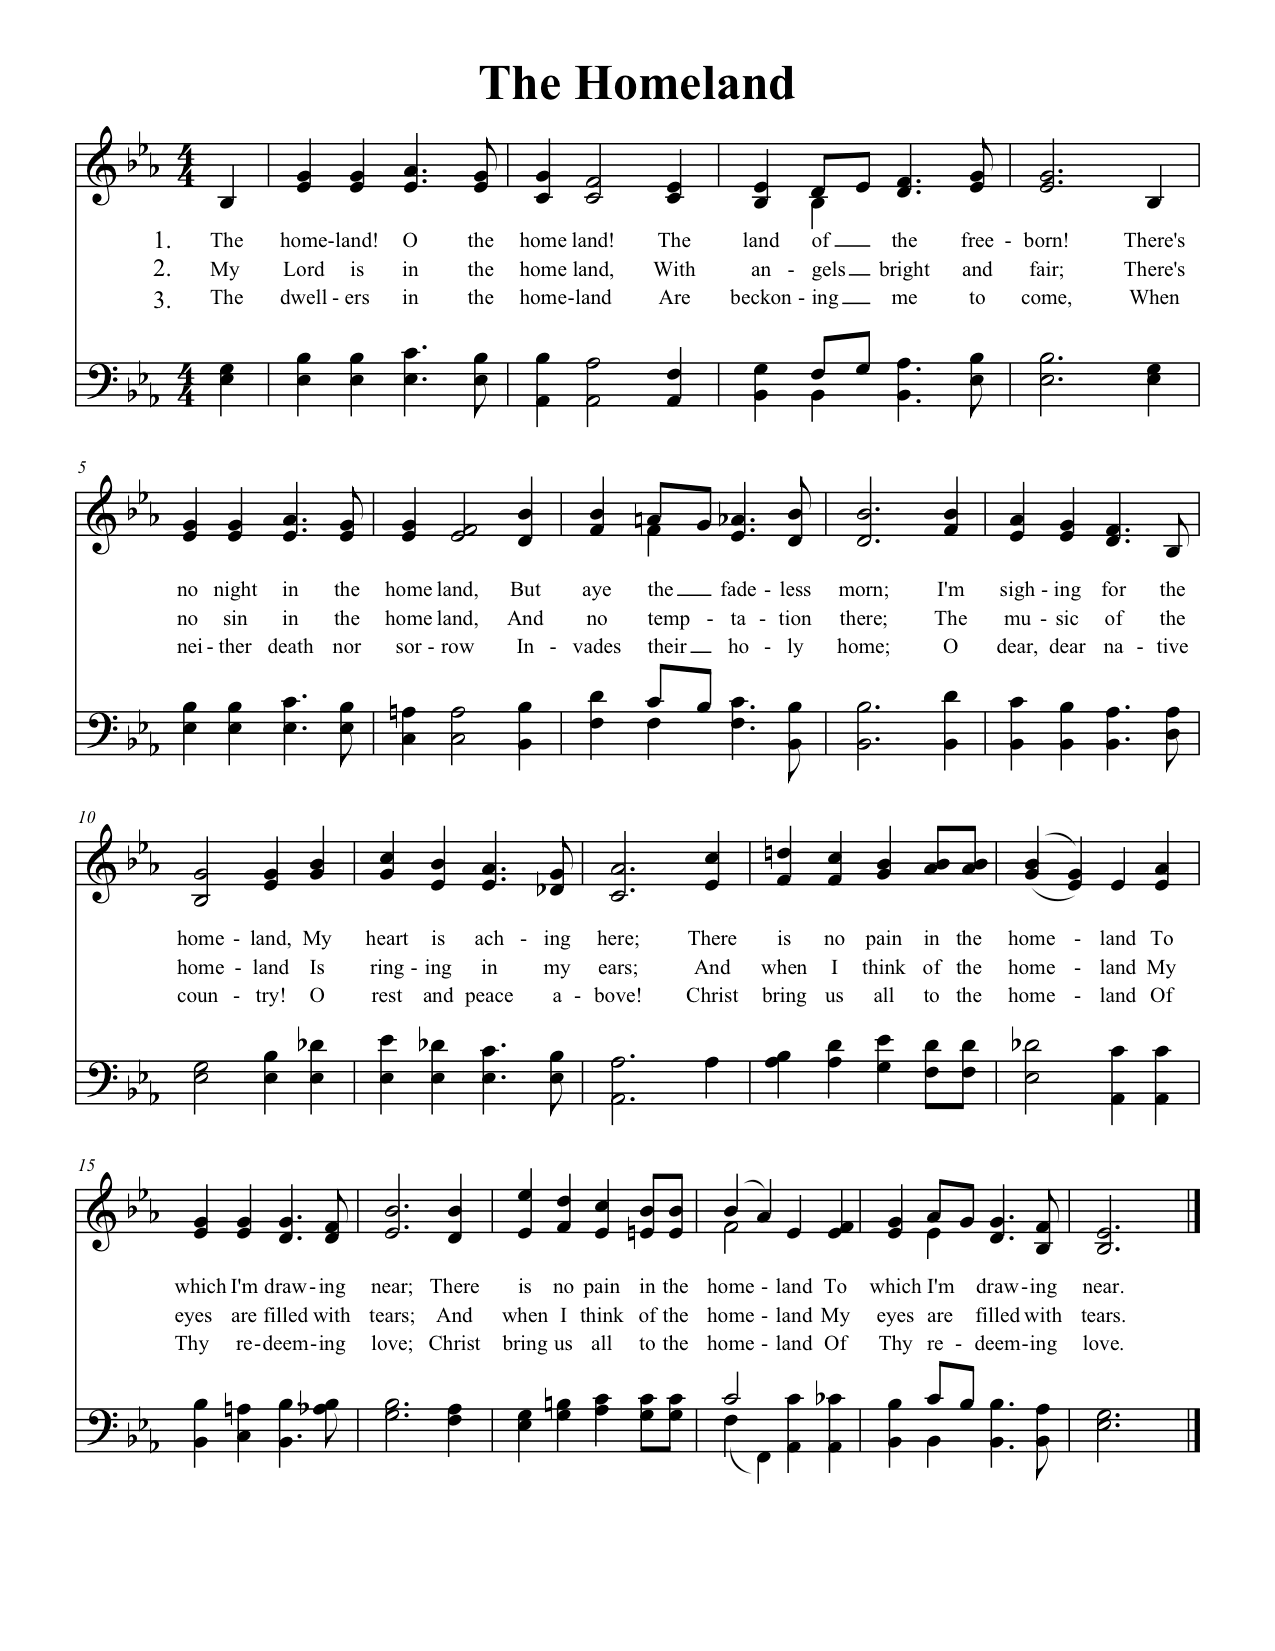 The Homeland
1. The home-land! O the home land! The land of __ the free - born! There's
2. My Lord is in the home land, With an - gels __ bright and fair; There's
3. The dwell - ers in the home-land Are beckon - ing __ me to come, When
5
no night in the home land, But aye the __ fade - less morn; I'm sigh - ing for the
no sin in the home land, And no temp - ta - tion there; The mu - sic of the
nei - ther death nor sor - row In - vades their __ ho - ly home; O dear, dear na - tive
10
home - land, My heart is ach - ing here; There is no pain in the home - land To
home - land Is ring - ing in my ears; And when I think of the home - land My
coun - try! O rest and peace a - bove! Christ bring us all to the home - land Of
15
which I'm draw-ing near; There is no pain in the home - land To which I'm draw-ing near.
eyes are filled with tears; And when I think of the home - land My eyes are filled with tears.
Thy re-deem-ing love; Christ bring us all to the home - land Of Thy re - deem-ing love.